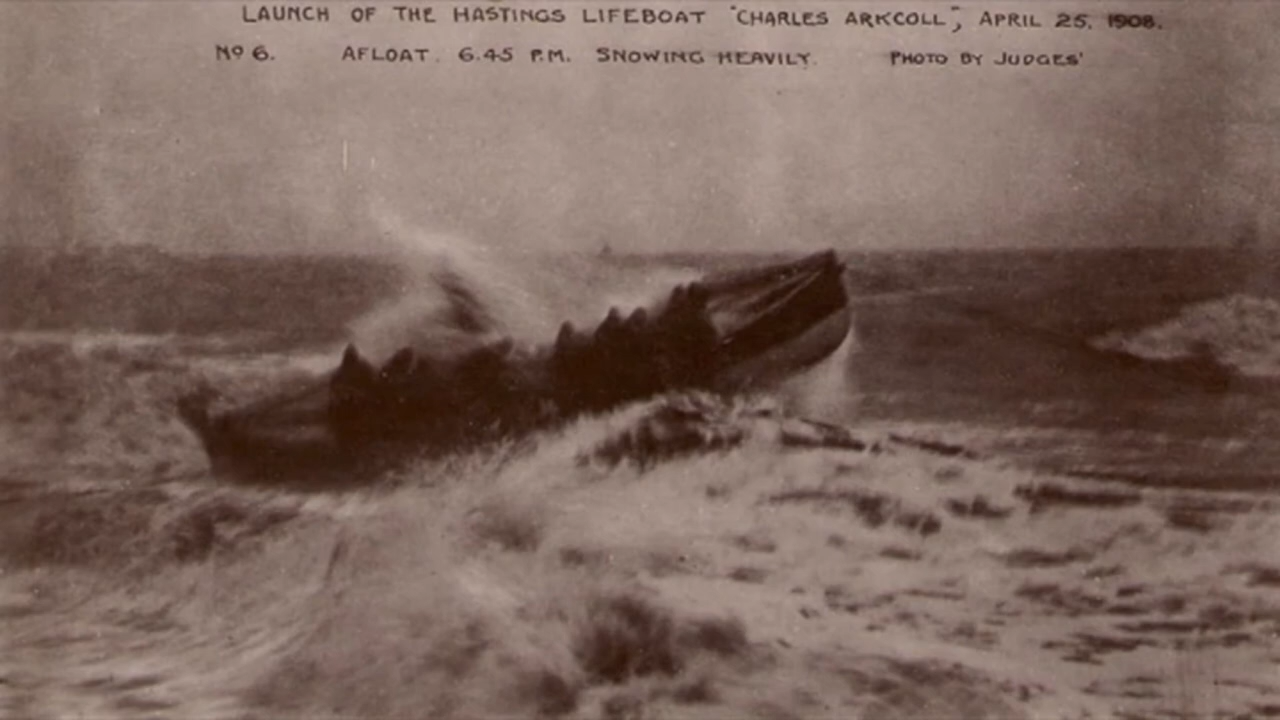 LAUNCH OF THE HASTINGS LIFEBOAT "CHARLES ARKCOLL", APRIL 25, 1908.
Nº 6. AFLOAT. 6.45 P.M. SNOWING HEAVILY. PHOTO BY JUDGES'